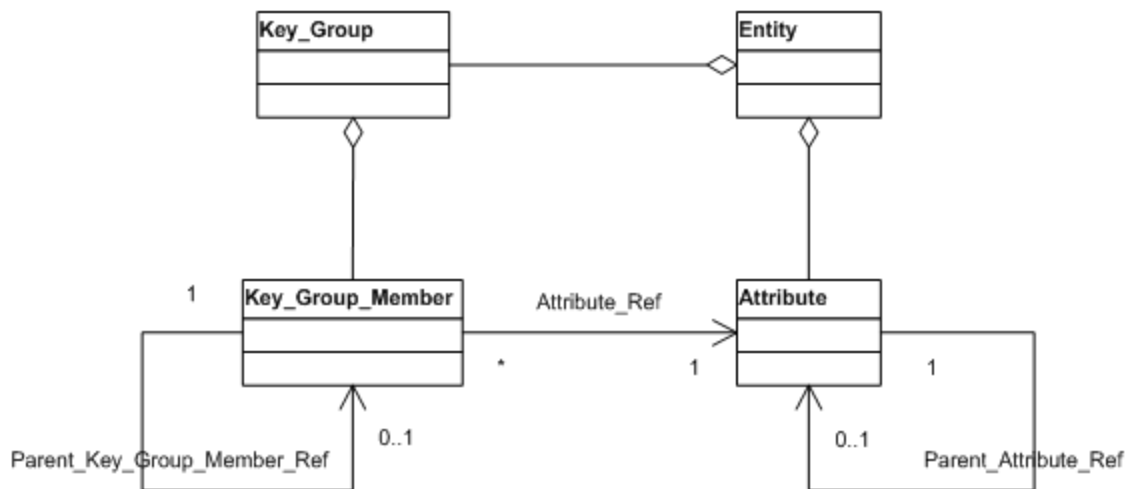 Key_Group
Entity
Key_Group_Member
Attribute
1
Attribute_Ref
*
1
1
0..1
0..1
Parent_Key_Group_Member_Ref
Parent_Attribute_Ref